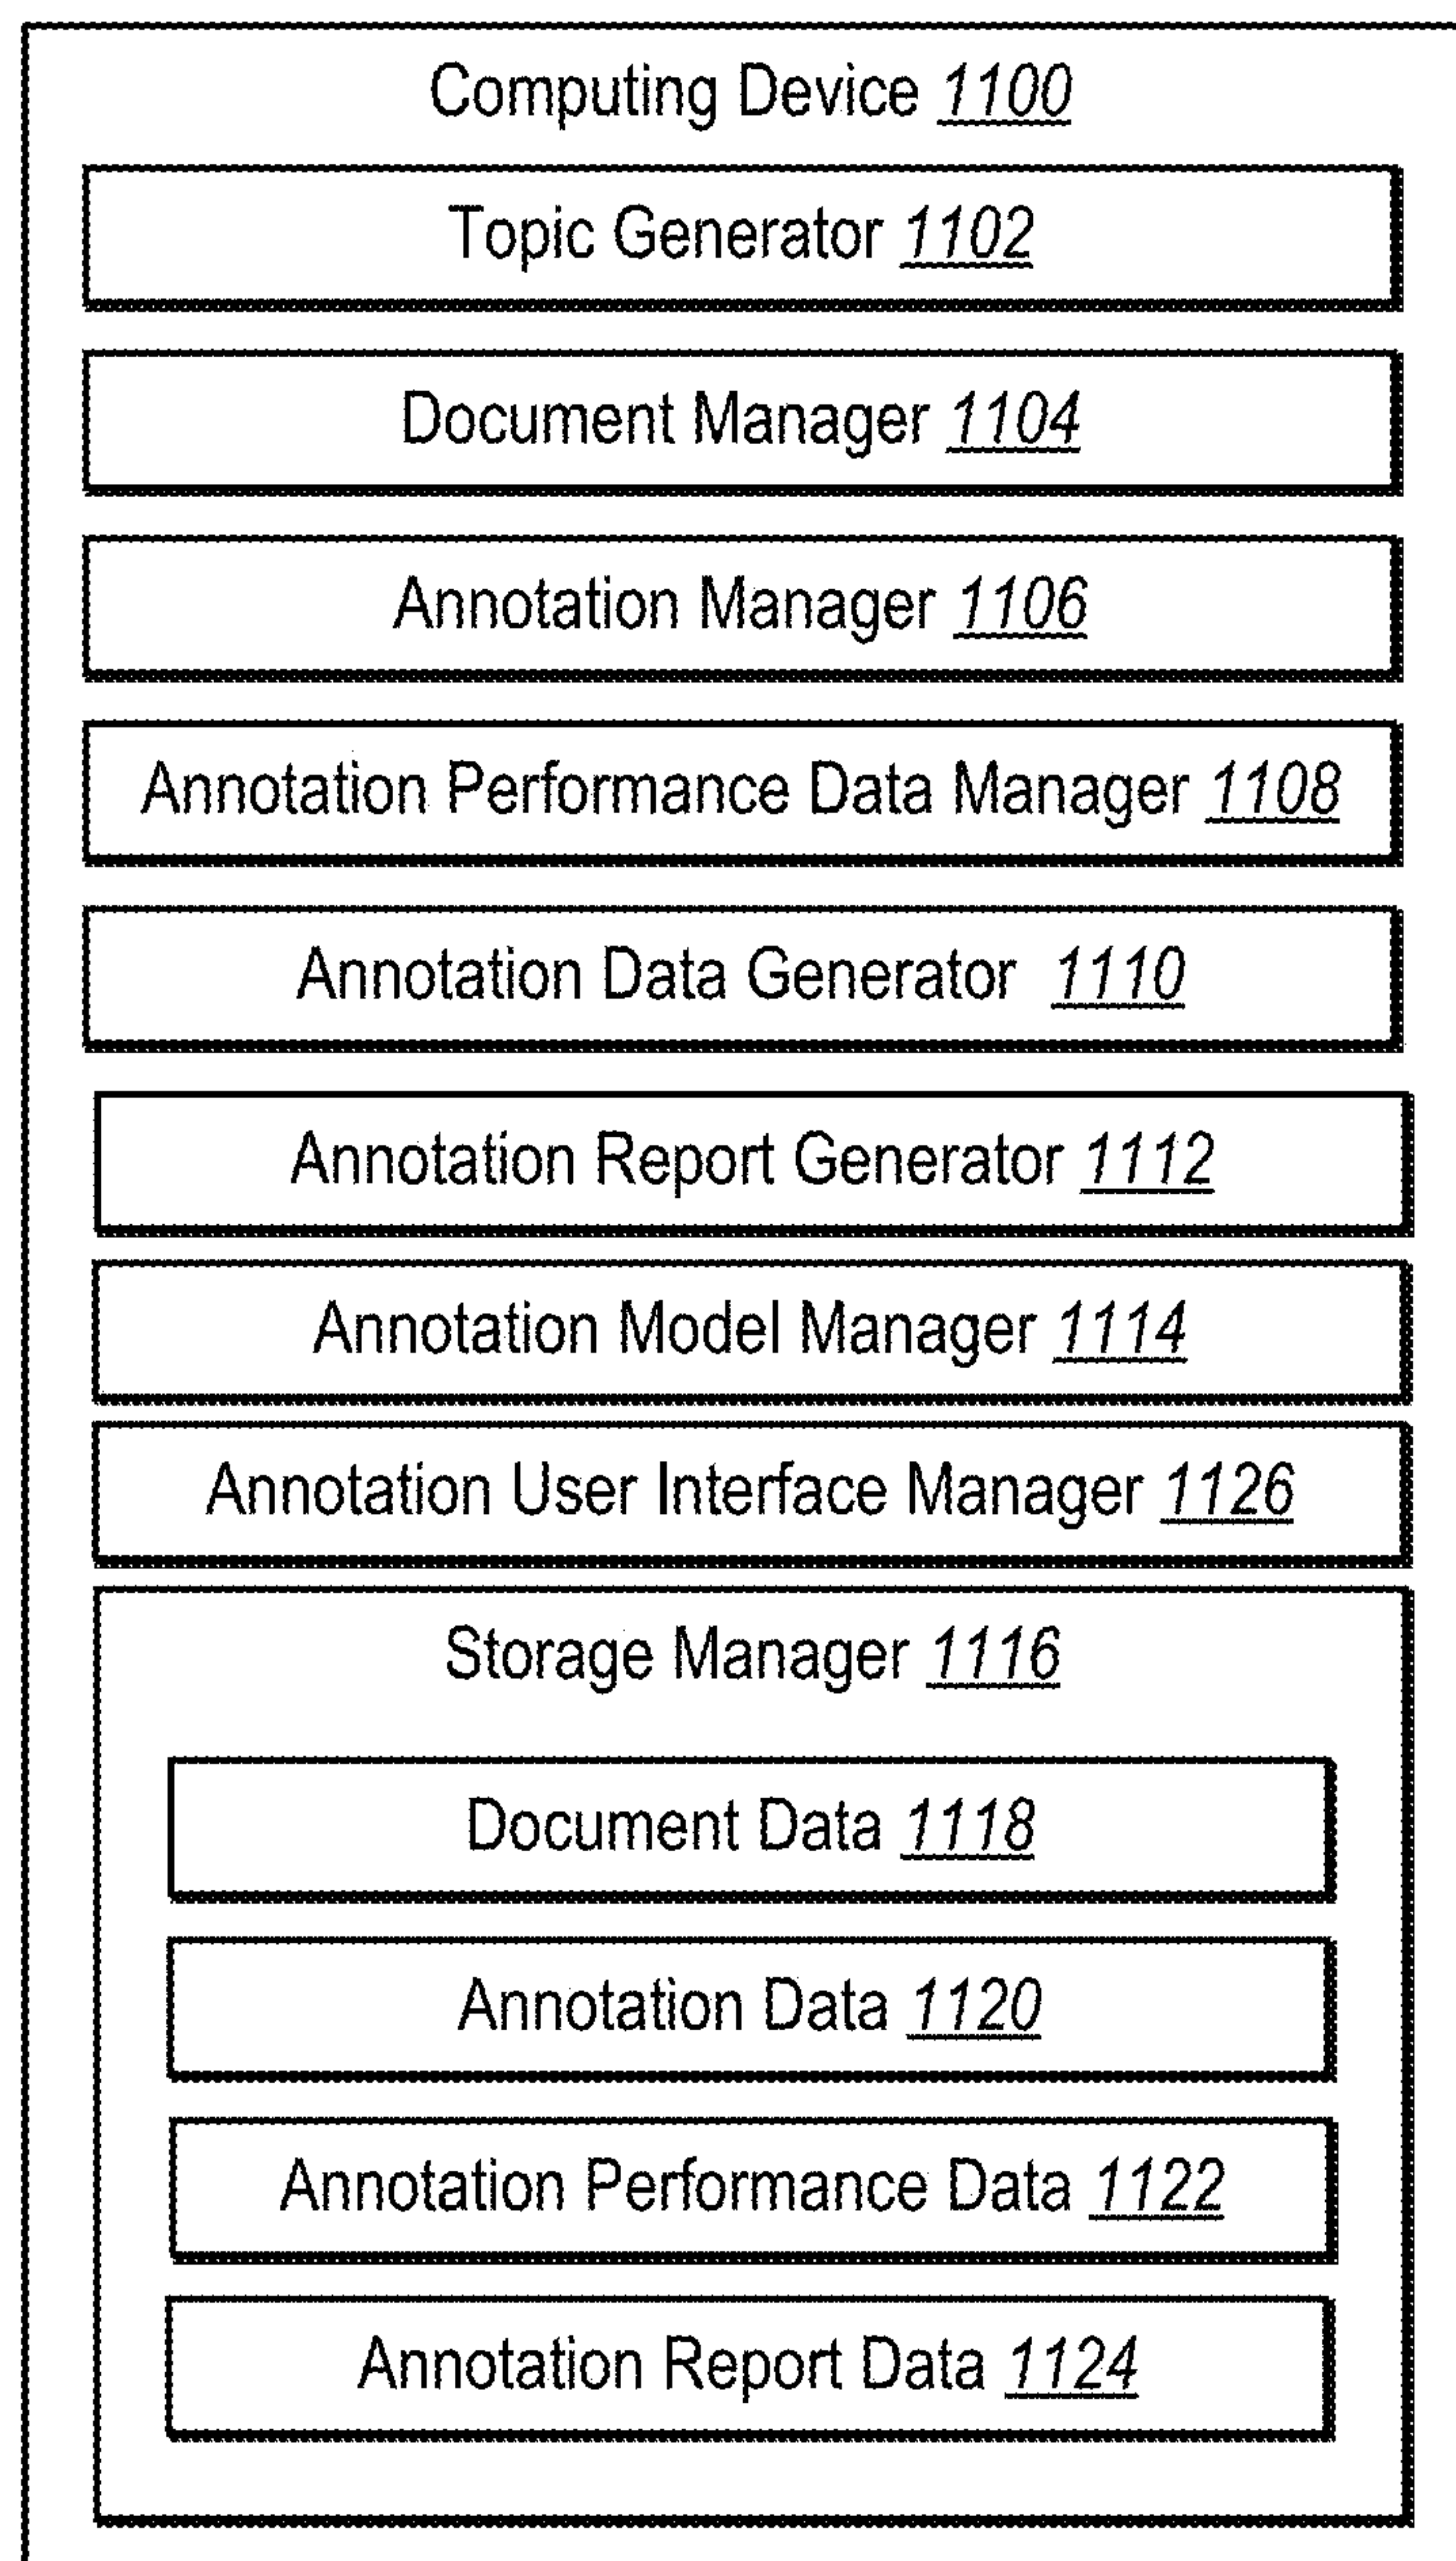 Computing Device 1100
Topic Generator 1102
Document Manager 1104
Annotation Manager 1106
Annotation Performance Data Manager 1108
Annotation Data Generator 1110
Annotation Report Generator 1112
Annotation Model Manager 1114
Annotation User Interface Manager 1126
Storage Manager 1116
Document Data 1118
Annotation Data 1120
Annotation Performance Data 1122
Annotation Report Data 1124